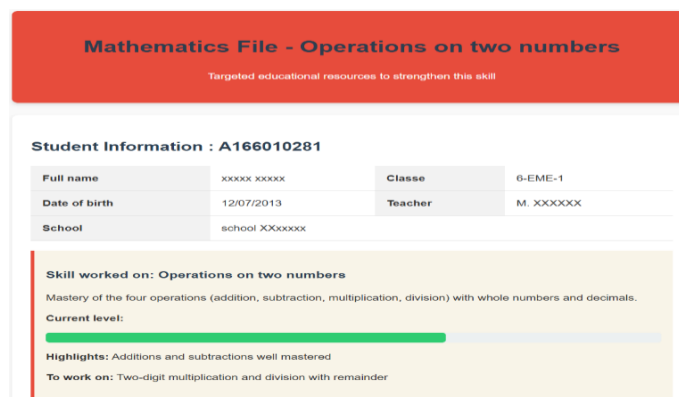 Mathematics File - Operations on two numbers
Targeted educational resources to strengthen this skill
Student Information : A166010281
Full name xxxxx xxxxx Classe 6-EME-1
Date of birth 12/07/2013 Teacher M. XXXXXX
School school XXxxxxx
Skill worked on: Operations on two numbers
Mastery of the four operations (addition, subtraction, multiplication, division) with whole numbers and decimals.
Current level:
Highlights: Additions and subtractions well mastered
To work on: Two-digit multiplication and division with remainder